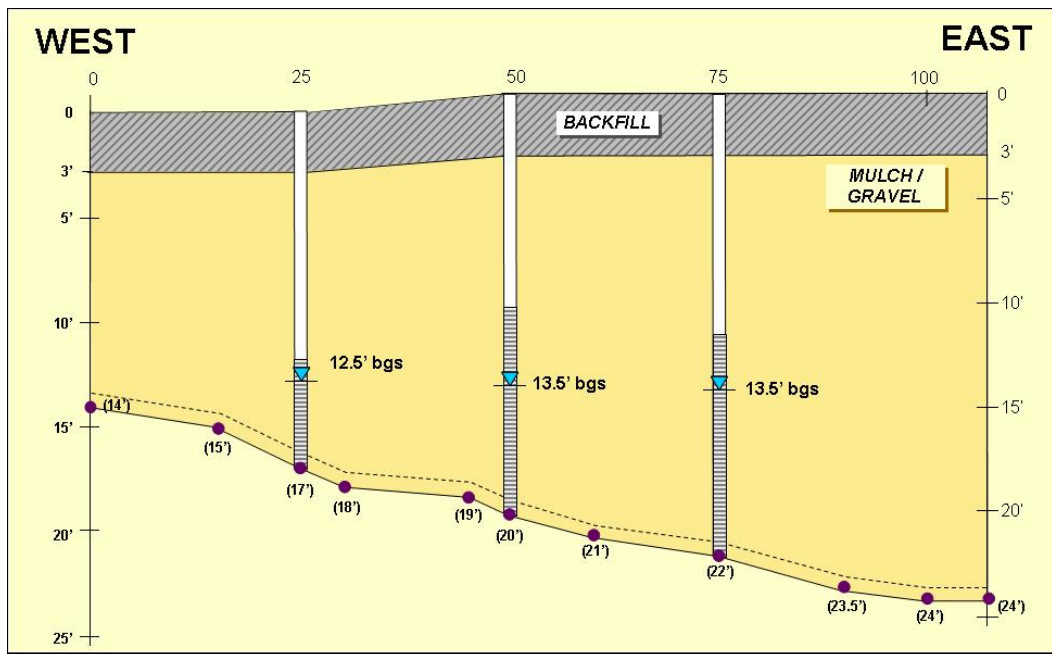 WEST
EAST
0 25 50 75 100
0
0
BACKFILL
3'
3'
MULCH /
GRAVEL
5'
5'
10'
10'
12.5' bgs
13.5' bgs
13.5' bgs
(14')
15'
15'
(15')
(17')
(18')
(19')
20'
20'
(20')
(21')
(22')
(23.5')
(24')
(24')
25'